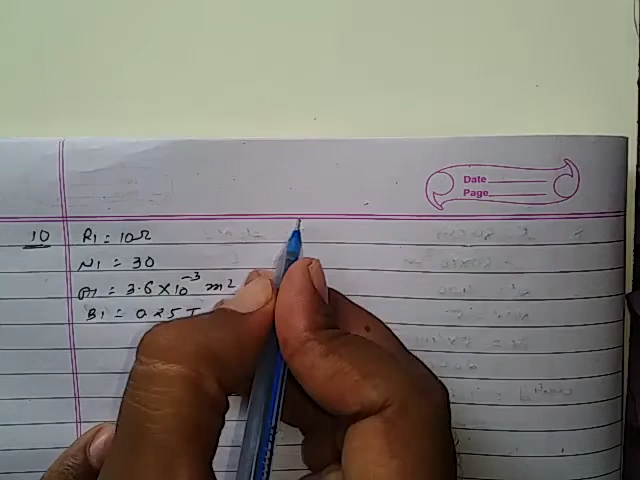 Date
Page
10 R1 = 10Ω
N1 = 30
A1 = 3.6 × 10⁻³ m²
B1 = 0.25 T